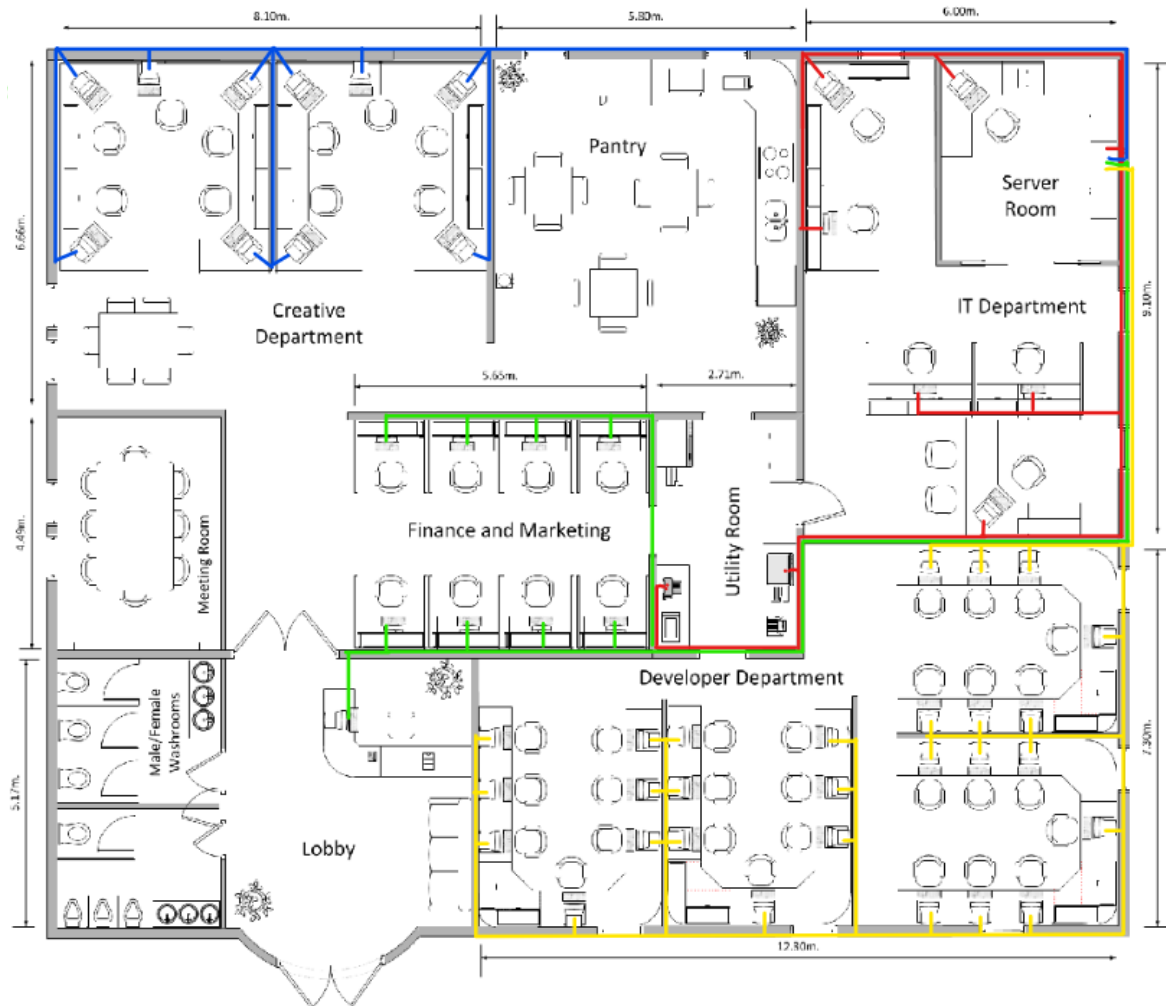 8.10m.
5.80m.
6.00m.
Pantry
Server
Room
6.66m.
Creative
Department
IT Department
9.10m.
5.65m.
2.71m.
4.49m.
Meeting Room
Finance and Marketing
Utility Room
Developer Department
Male/Female
Washrooms
7.30m.
5.17m.
Lobby
12.80m.